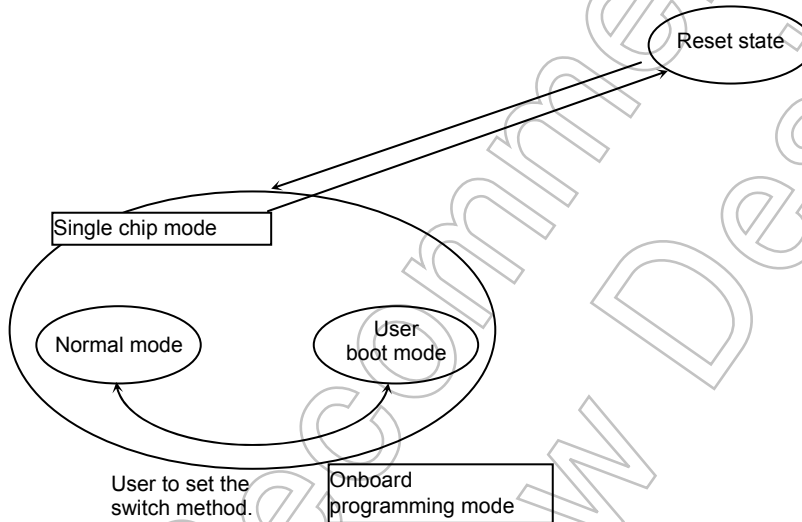 Reset state
Single chip mode
Normal mode
User
boot mode
User to set the
switch method.
Onboard
programming mode